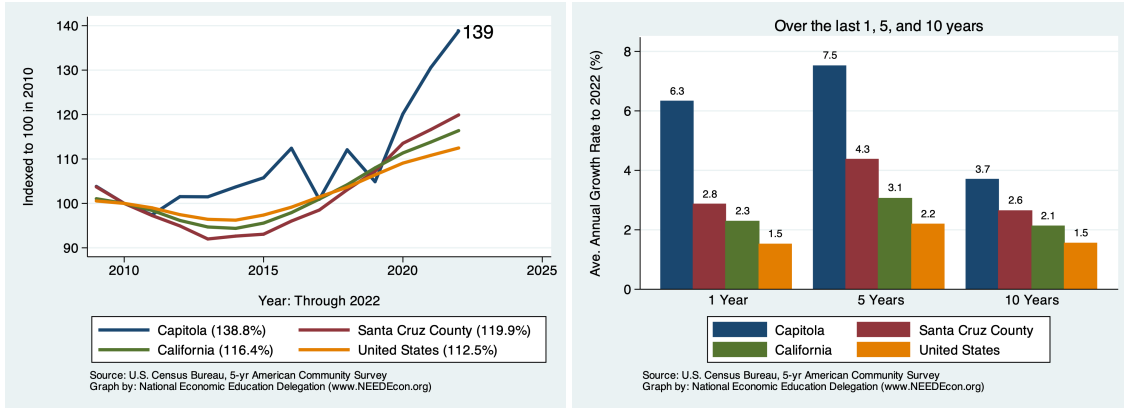 Indexed to 100 in 2010
140
130
120
110
100
90
139
2010
2015
2020
2025
Year: Through 2022
Capitola (138.8%)
Santa Cruz County (119.9%)
California (116.4%)
United States (112.5%)
Source: U.S. Census Bureau, 5-yr American Community Survey
Graph by: National Economic Education Delegation (www.NEEDEcon.org)
Over the last 1, 5, and 10 years
Ave. Annual Growth Rate to 2022 (%)
8
6
4
2
0
6.3
2.8
2.3
1.5
7.5
4.3
3.1
2.2
3.7
2.6
2.1
1.5
1 Year
5 Years
10 Years
Capitola
Santa Cruz County
California
United States
Source: U.S. Census Bureau, 5-yr American Community Survey
Graph by: National Economic Education Delegation (www.NEEDEcon.org)